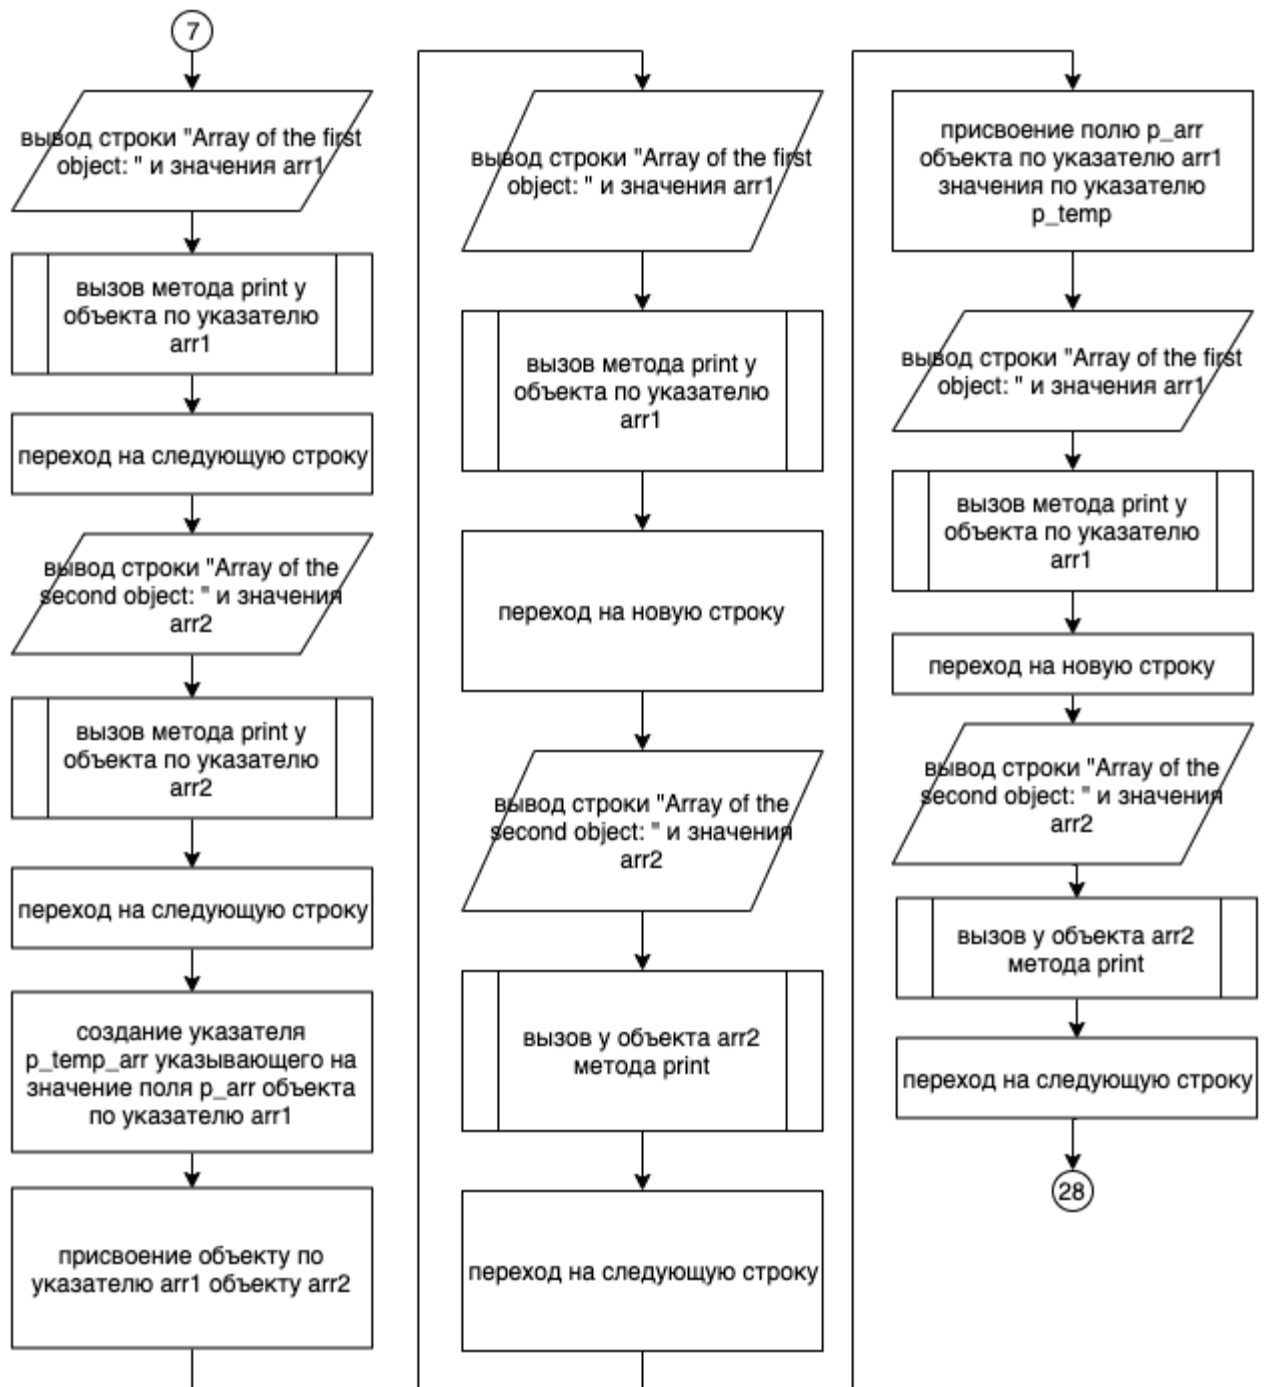 7
вывод строки "Array of the first
object: " и значения arr1
вызов метода print у
объекта по указателю
arr1
переход на следующую строку
вывод строки "Array of the
second object: " и значения
arr2
вызов метода print у
объекта по указателю
arr2
переход на следующую строку
создание указателя
p_temp_arr указывающего на
значение поля p_arr объекта
по указателю arr1
присвоение объекту по
указателю arr1 объекту arr2
вывод строки "Array of the first
object: " и значения arr1
вызов метода print у
объекта по указателю
arr1
переход на новую строку
вывод строки "Array of the
second object: " и значения
arr2
вызов у объекта arr2
метода print
переход на следующую строку
присвоение полю p_arr
объекта по указателю arr1
значения по указателю
p_temp
вывод строки "Array of the first
object: " и значения arr1
вызов метода print у
объекта по указателю
arr1
переход на новую строку
вывод строки "Array of the
second object: " и значения
arr2
вызов у объекта arr2
метода print
переход на следующую строку
28